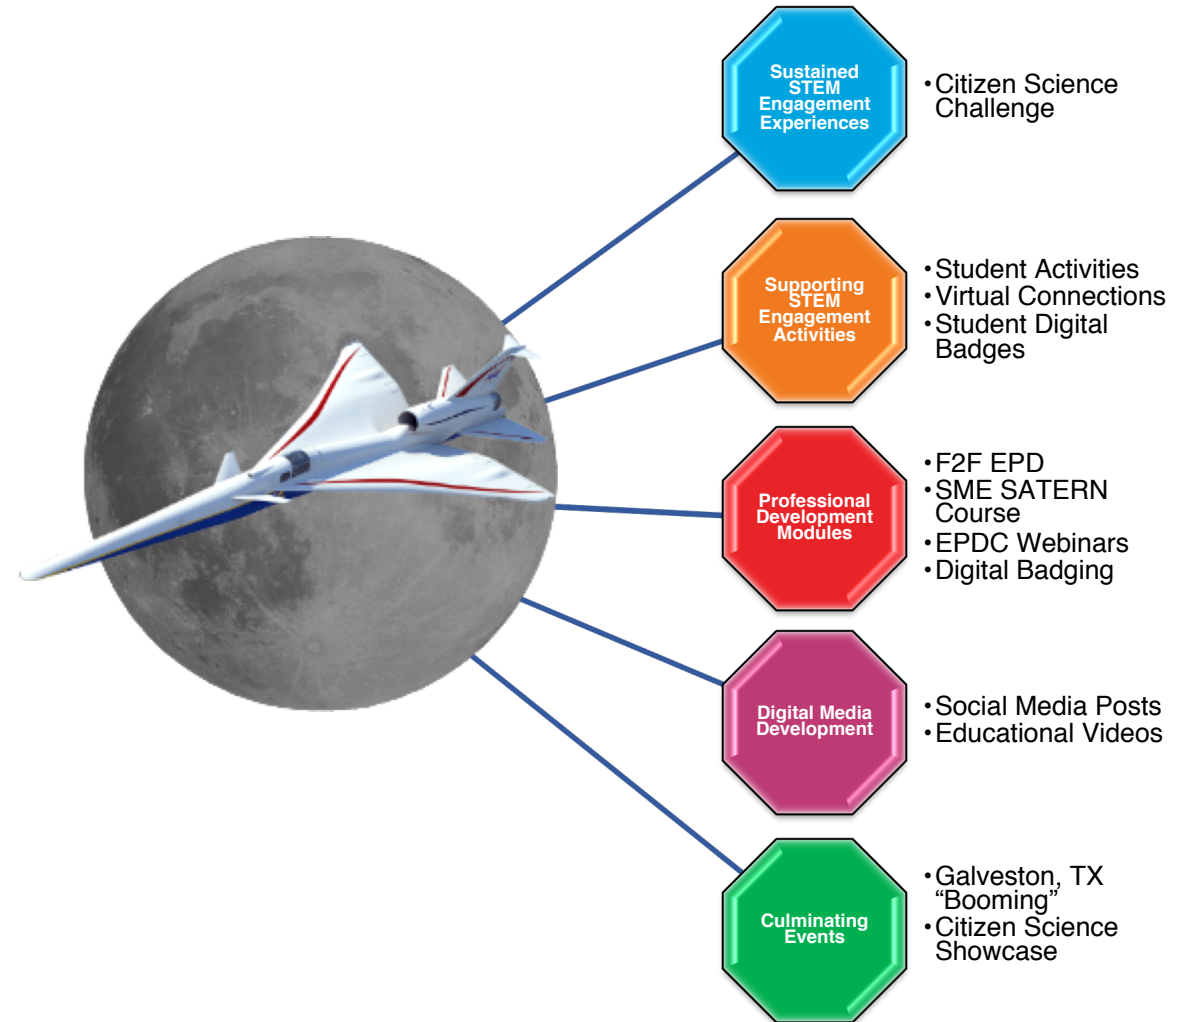 Sustained
STEM
Engagement
Experiences
•Citizen Science
Challenge
Supporting
STEM
Engagement
Activities
•Student Activities
•Virtual Connections
•Student Digital
Badges
Professional
Development
Modules
•F2F EPD
•SME SATERN
Course
•EPDC Webinars
•Digital Badging
Digital Media
Development
•Social Media Posts
•Educational Videos
Culminating
Events
•Galveston, TX
“Booming”
•Citizen Science
Showcase